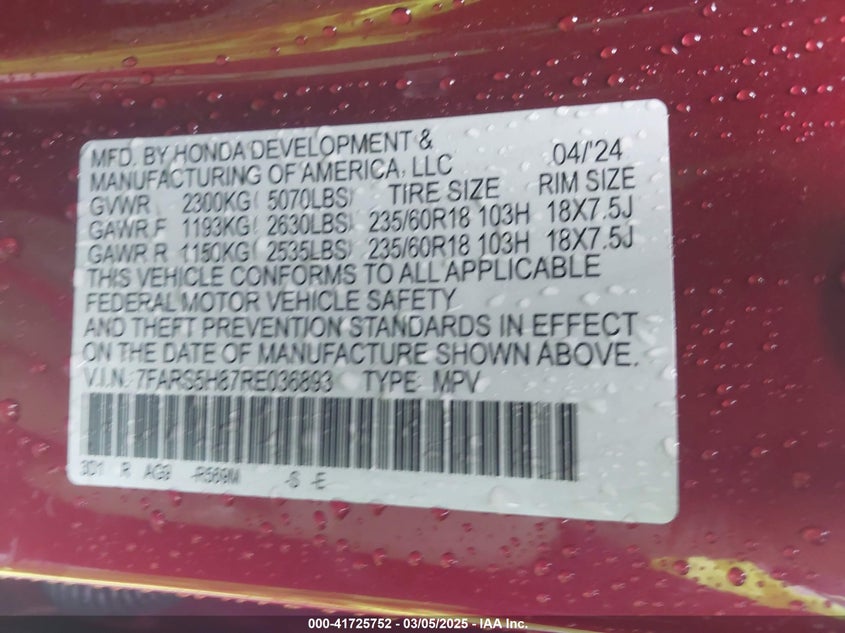 MFD. BY HONDA DEVELOPMENT &
MANUFACTURING OF AMERICA, LLC 04/'24
GVWR 2300KG( 5070LBS) TIRE SIZE RIM SIZE
GAWR F 1193KG( 2630LBS) 235/60R18 103H 18X7.5J
GAWR R 1150KG( 2535LBS) 235/60R18 103H 18X7.5J
THIS VEHICLE CONFORMS TO ALL APPLICABLE
FEDERAL MOTOR VEHICLE SAFETY
AND THEFT PREVENTION STANDARDS IN EFFECT
ON THE DATE OF MANUFACTURE SHOWN ABOVE.
V.I.N.: 7FARS5H87RE036893 TYPE: MPV
3D1 R AG9 -R569M -S -E
000-41725752 — 03/05/2025 - IAA Inc.